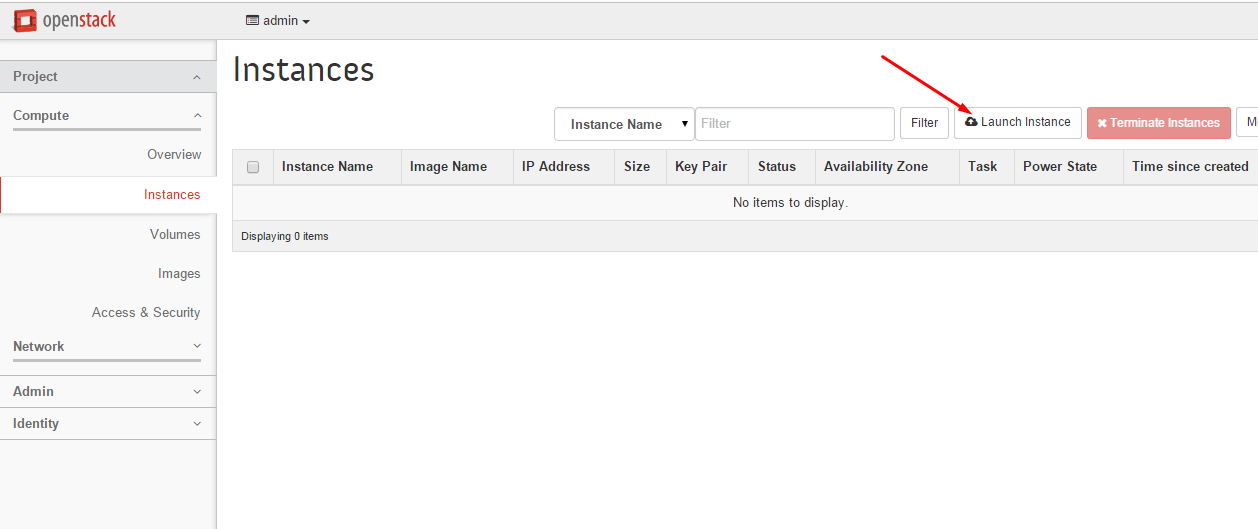 openstack
admin
Project
Compute
Overview
Instances
Volumes
Images
Access & Security
Network
Admin
Identity
Instances
Instance Name Filter Filter Launch Instance Terminate Instances
Instance Name Image Name IP Address Size Key Pair Status Availability Zone Task Power State Time since created
No items to display.
Displaying 0 items